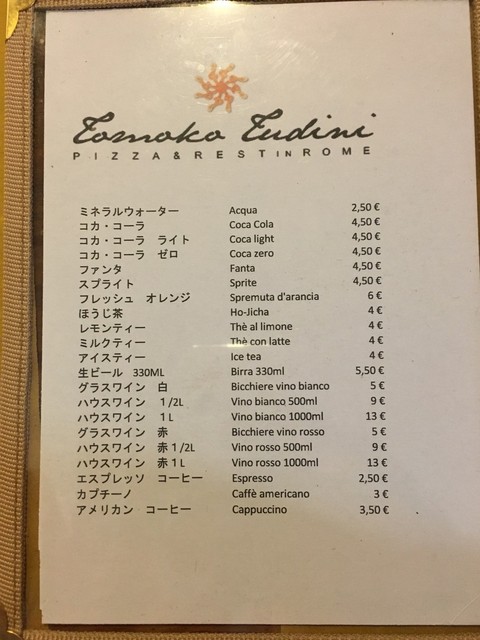 Tomoko Tudini
PIZZA & REST IN ROME
ミネラルウォーター Acqua 2,50 €
コカ・コーラ Coca Cola 4,50 €
コカ・コーラ ライト Coca light 4,50 €
コカ・コーラ ゼロ Coca zero 4,50 €
ファンタ Fanta 4,50 €
スプライト Sprite 4,50 €
フレッシュ オレンジ Spremuta d'arancia 6 €
ほうじ茶 Ho-Jicha 4 €
レモンティー Thè al limone 4 €
ミルクティー Thè con latte 4 €
アイスティー Ice tea 4 €
生ビール 330ML Birra 330ml 5,50 €
グラスワイン 白 Bicchiere vino bianco 5 €
ハウスワイン 1/2L Vino bianco 500ml 9 €
ハウスワイン 1L Vino bianco 1000ml 13 €
グラスワイン 赤 Bicchiere vino rosso 5 €
ハウスワイン 赤1/2L Vino rosso 500ml 9 €
ハウスワイン 赤1L Vino rosso 1000ml 13 €
エスプレッソ コーヒー Espresso 2,50 €
カプチーノ Caffè americano 3 €
アメリカン コーヒー Cappuccino 3,50 €